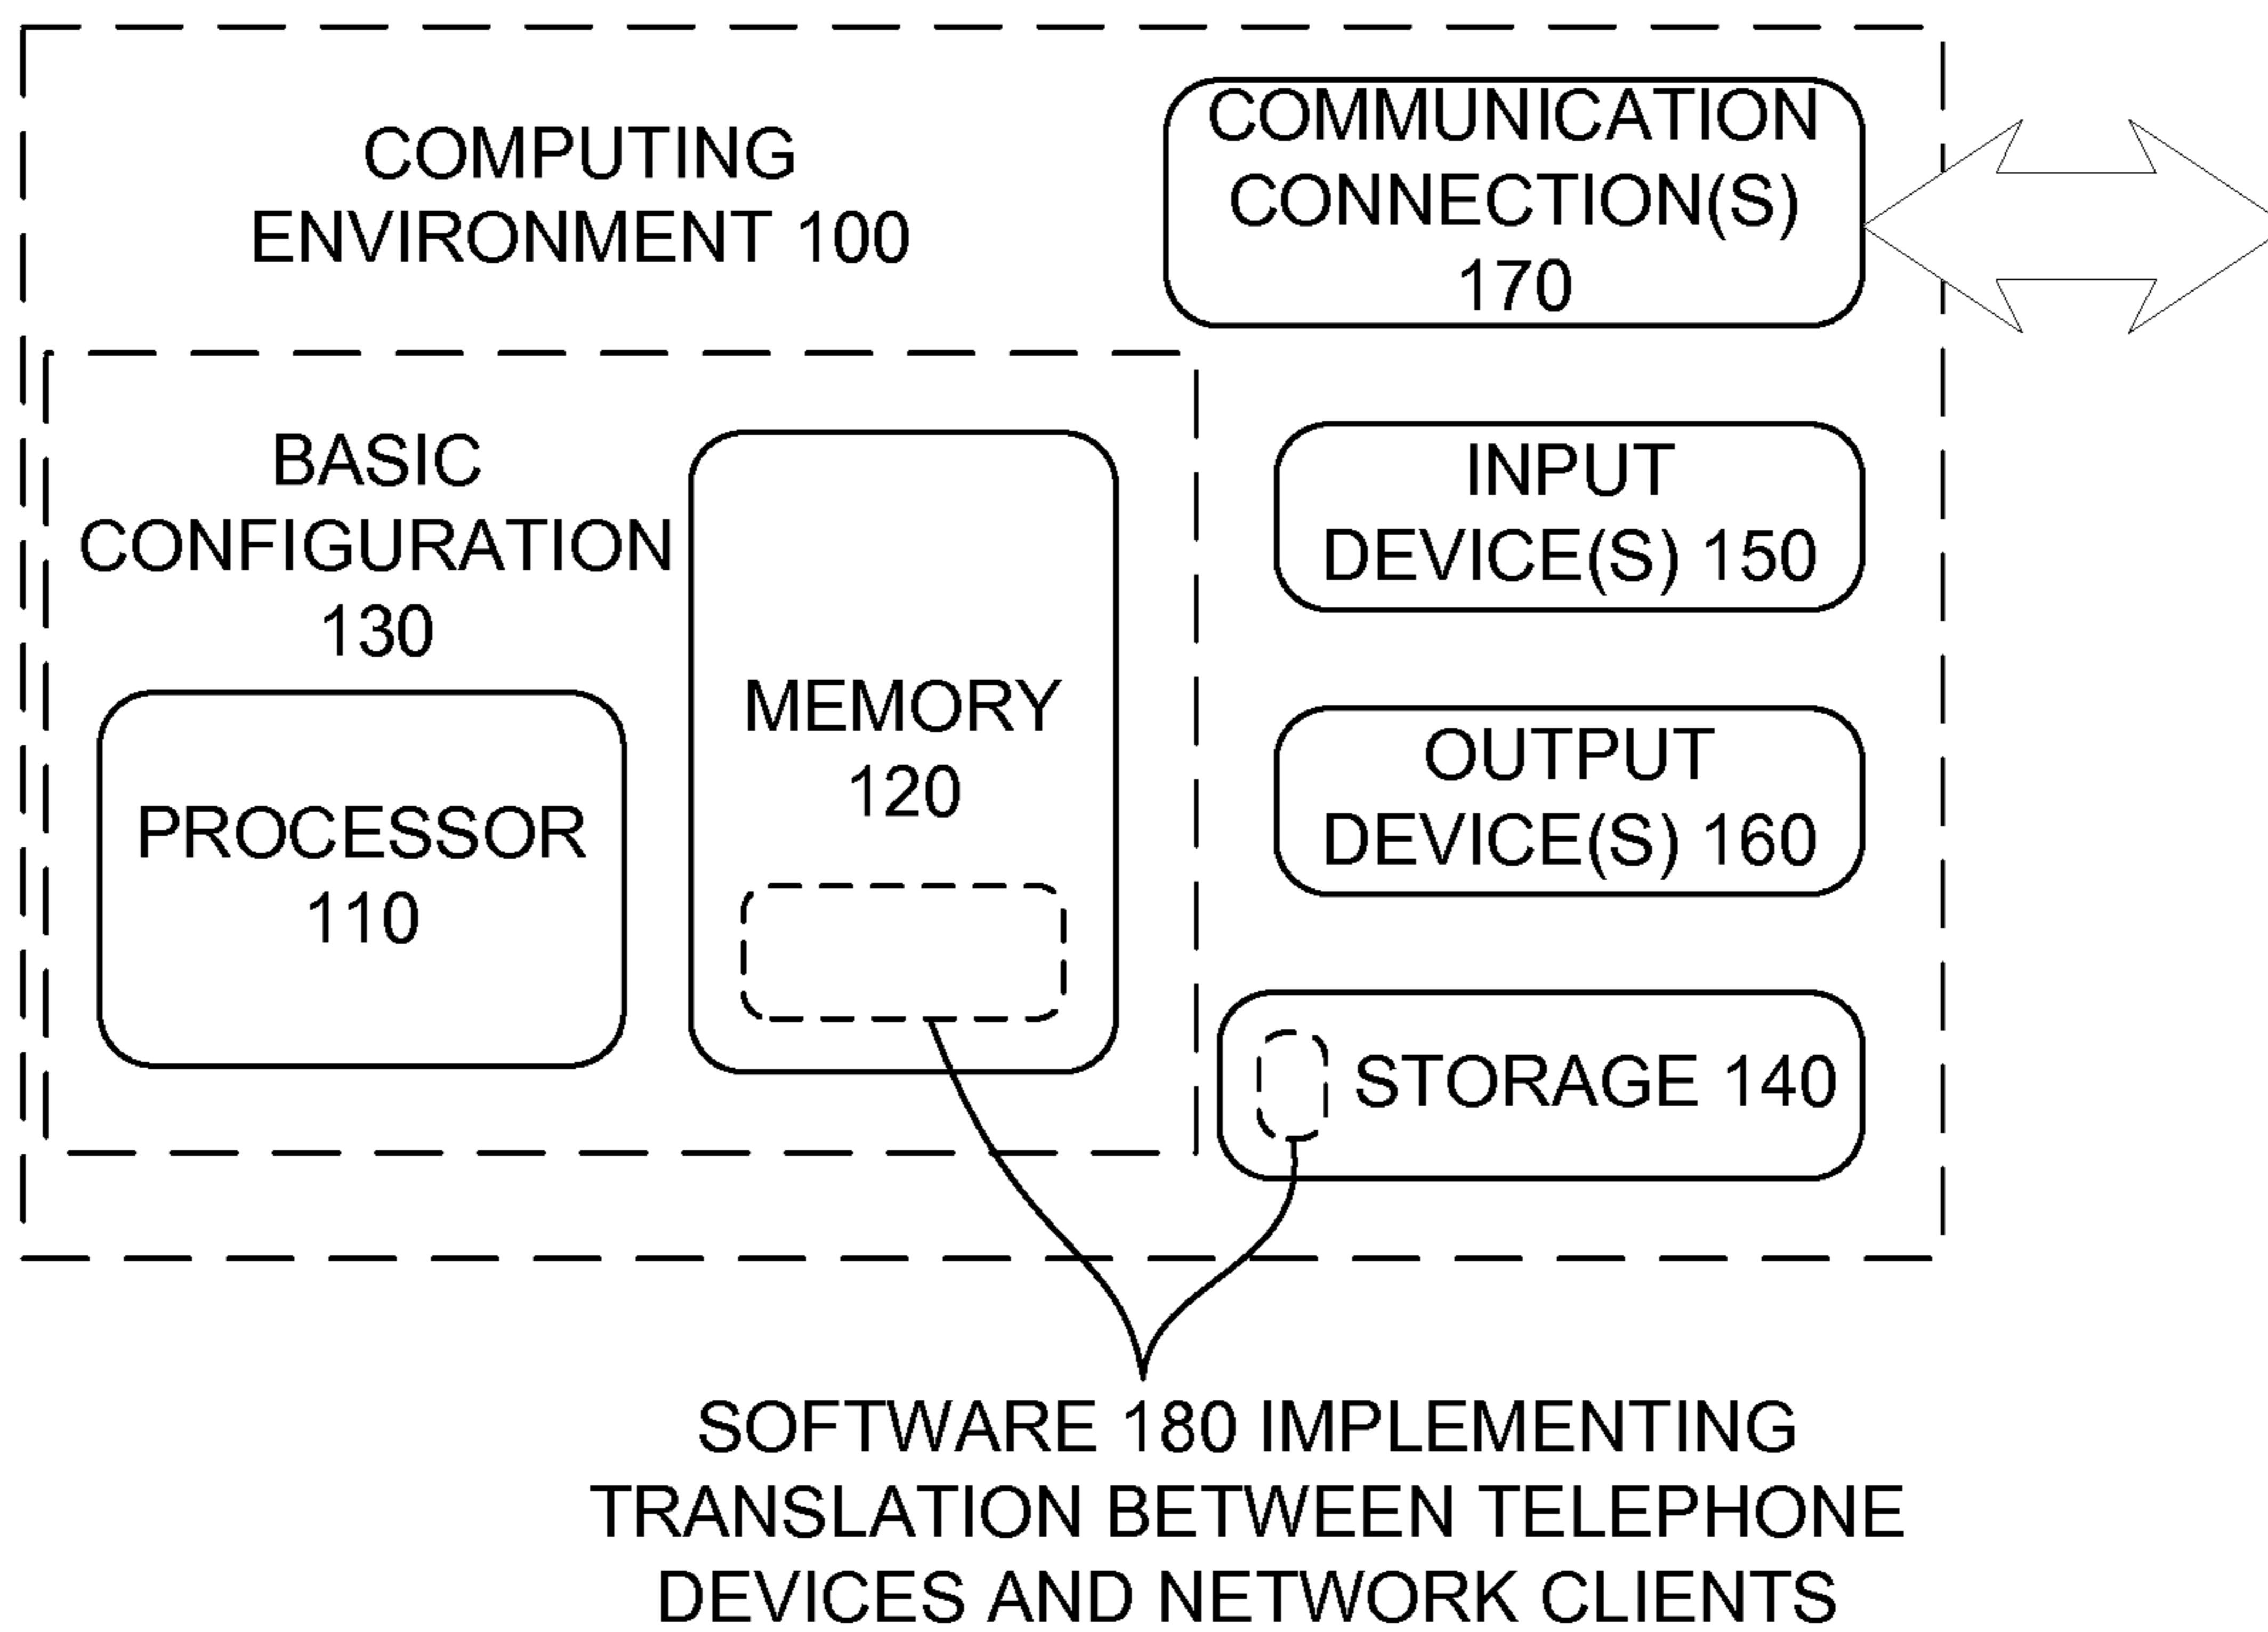 COMPUTING
ENVIRONMENT 100
COMMUNICATION
CONNECTION(S)
170
BASIC
CONFIGURATION
130
PROCESSOR
110
MEMORY
120
INPUT
DEVICE(S) 150
OUTPUT
DEVICE(S) 160
STORAGE 140
SOFTWARE 180 IMPLEMENTING
TRANSLATION BETWEEN TELEPHONE
DEVICES AND NETWORK CLIENTS